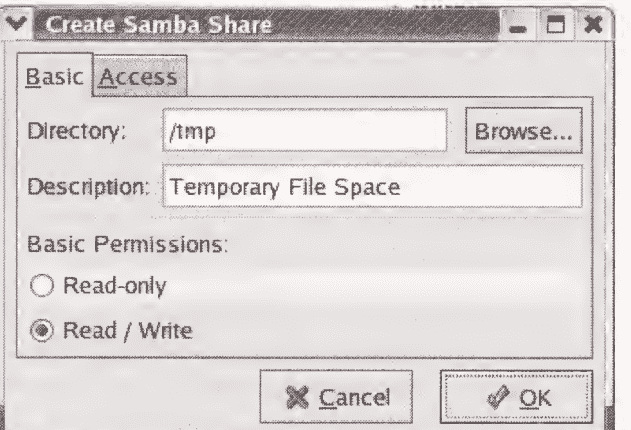 Create Samba Share
Basic Access
Directory: /tmp Browse...
Description: Temporary File Space
Basic Permissions:
Read-only
Read / Write
Cancel OK